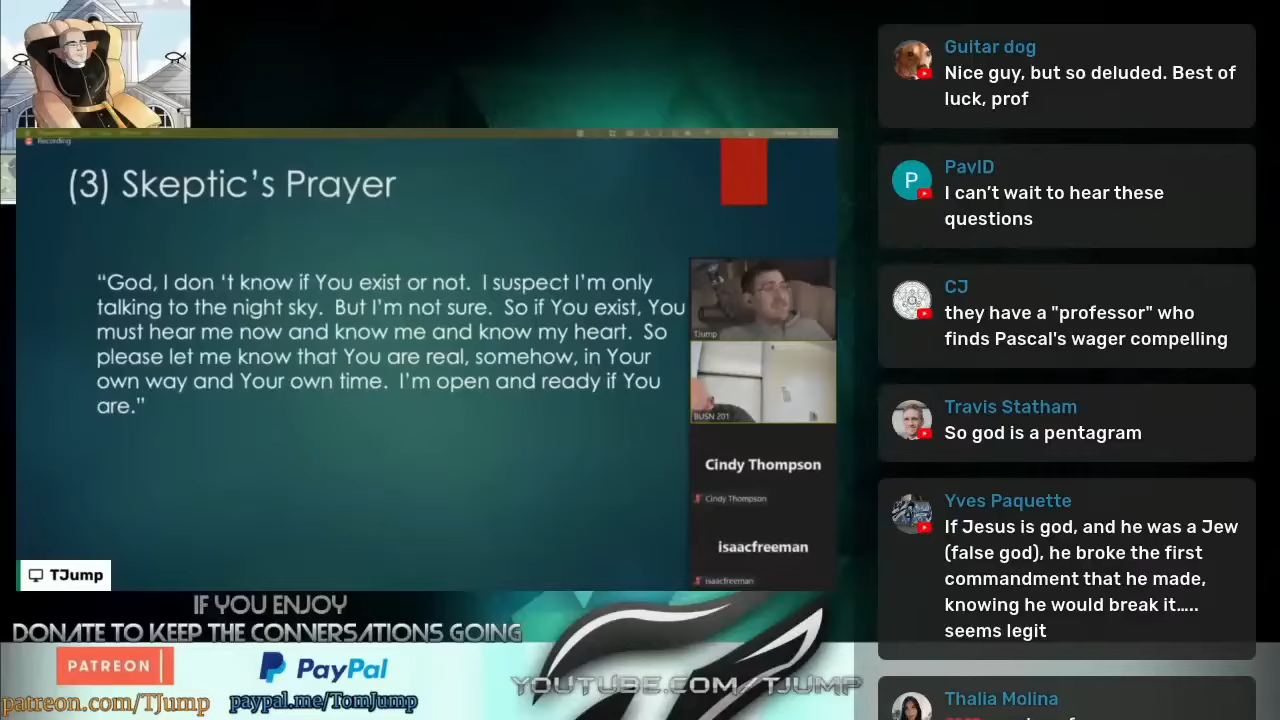 Recording
(3) Skeptic's Prayer
“God, I don ‘t know if You exist or not.  I suspect I’m only
talking to the night sky.  But I’m not sure.  So if You exist, You
must hear me now and know me and know my heart.  So
please let me know that You are real, somehow, in Your
own way and Your own time.  I’m open and ready if You
are.”
TJump
BUSN 201
Cindy Thompson
Cindy Thompson
isaacfreeman
isaacfreeman
TJump
IF YOU ENJOY
DONATE TO KEEP THE CONVERSATIONS GOING
PATREON
PayPal
patreon.com/TJump
paypal.me/TomJump
YOUTUBE.COM/TJUMP
Guitar dog
Nice guy, but so deluded. Best of
luck, prof
P
PavID
I can’t wait to hear these
questions
CJ
they have a "professor" who
finds Pascal's wager compelling
Travis Statham
So god is a pentagram
Yves Paquette
If Jesus is god, and he was a Jew
(false god), he broke the first
commandment that he made,
knowing he would break it…..
seems legit
Thalia Molina